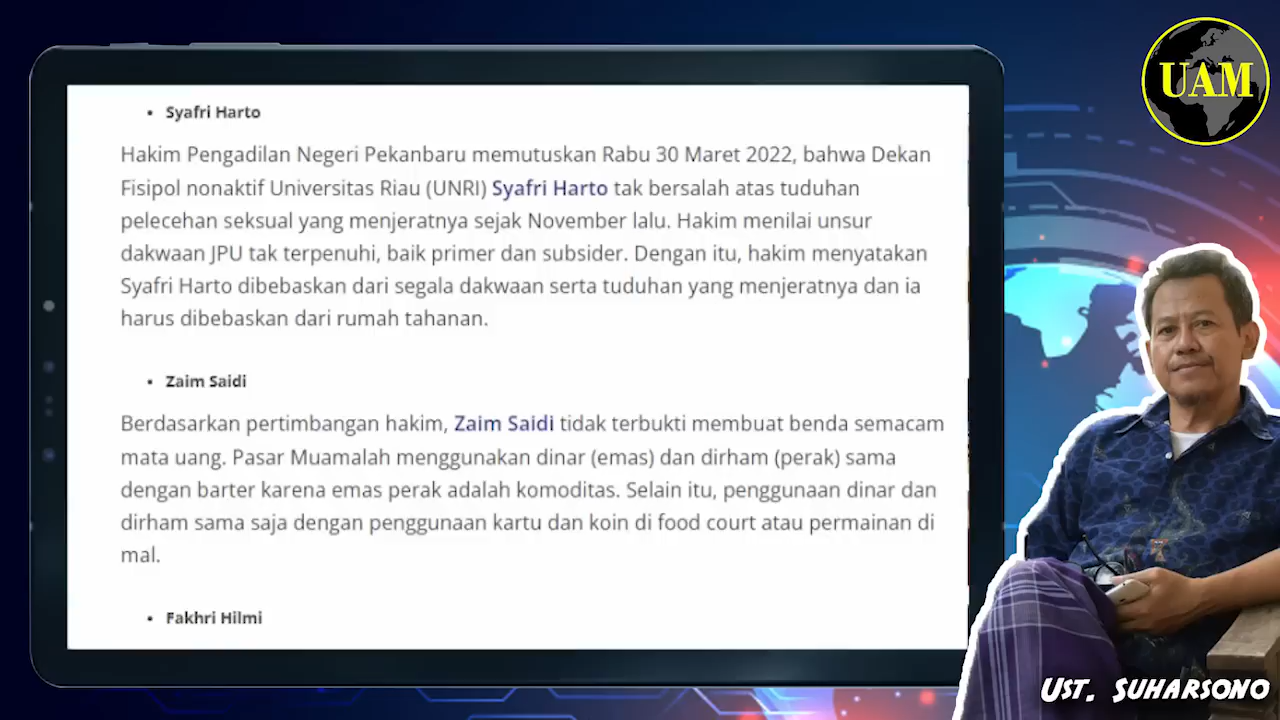 UAM
• Syafri Harto
Hakim Pengadilan Negeri Pekanbaru memutuskan Rabu 30 Maret 2022, bahwa Dekan
Fisipol nonaktif Universitas Riau (UNRI) Syafri Harto tak bersalah atas tuduhan
pelecehan seksual yang menjeratnya sejak November lalu. Hakim menilai unsur
dakwaan JPU tak terpenuhi, baik primer dan subsider. Dengan itu, hakim menyatakan
Syafri Harto dibebaskan dari segala dakwaan serta tuduhan yang menjeratnya dan ia
harus dibebaskan dari rumah tahanan.
• Zaim Saidi
Berdasarkan pertimbangan hakim, Zaim Saidi tidak terbukti membuat benda semacam
mata uang. Pasar Muamalah menggunakan dinar (emas) dan dirham (perak) sama
dengan barter karena emas perak adalah komoditas. Selain itu, penggunaan dinar dan
dirham sama saja dengan penggunaan kartu dan koin di food court atau permainan di
mal.
• Fakhri Hilmi
UST. SUHARSONO